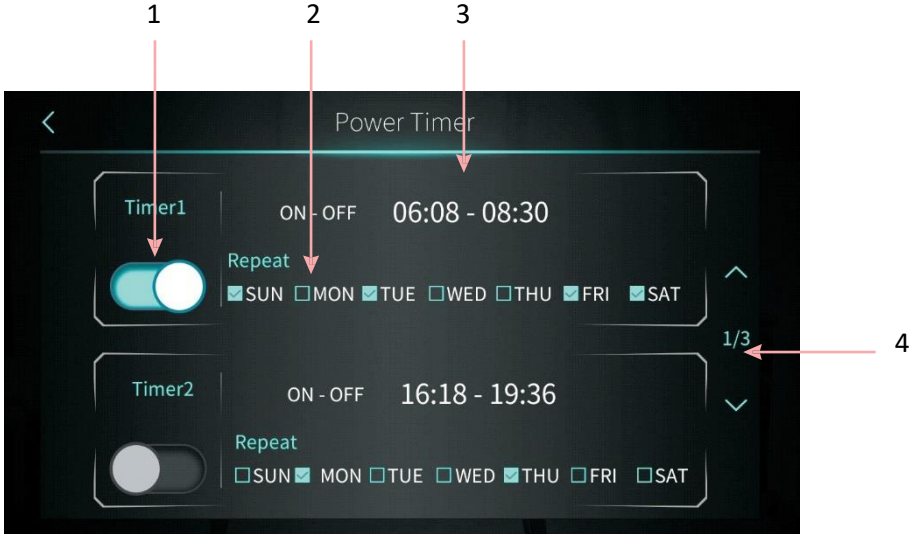 1 2 3
Power Timer
Timer1 ON - OFF 06:08 - 08:30
Repeat
SUN MON TUE WED THU FRI SAT
1/3
4
Timer2 ON - OFF 16:18 - 19:36
Repeat
SUN MON TUE WED THU FRI SAT